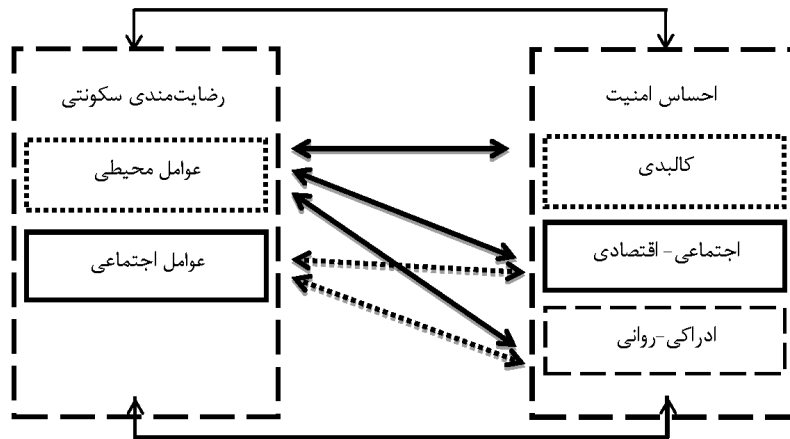 احساس امنیت
کالبدی
اجتماعی- اقتصادی
ادراکی-روانی
رضایت‌مندی سکونتی
عوامل محیطی
عوامل اجتماعی